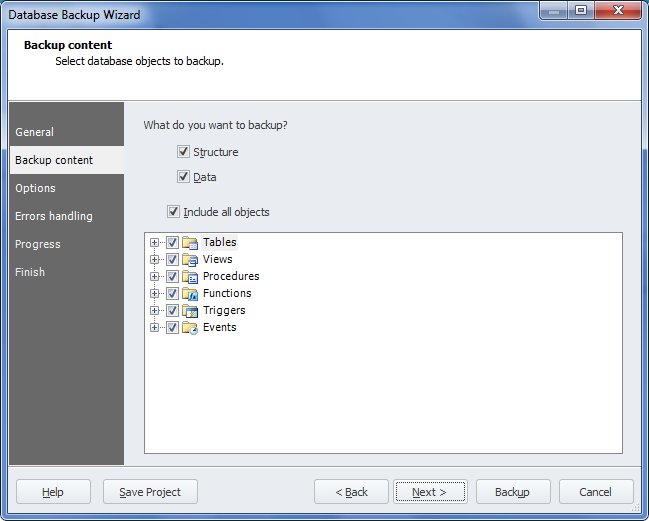 Database Backup Wizard
Backup content
Select database objects to backup.
General
Backup content
Options
Errors handling
Progress
Finish
What do you want to backup?
Structure
Data
Include all objects
Tables
Views
Procedures
Functions
Triggers
Events
Help
Save Project
< Back
Next >
Backup
Cancel